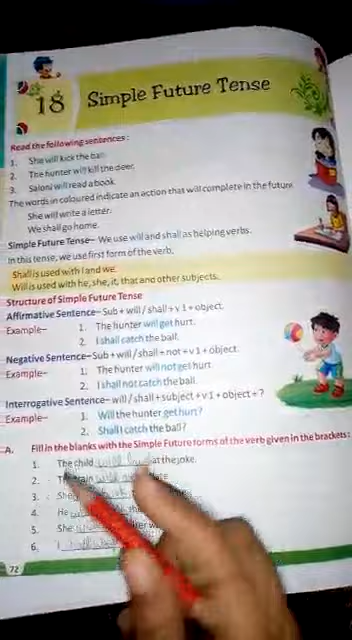 18
Simple Future Tense
Read the following sentences :
1. She will kick the ball.
2. The hunter will kill the deer.
3. Saloni will read a book.
The words in coloured indicate an action that will complete in the future.
She will write a letter.
We shall go home.
Simple Future Tense– We use will and shall as helping verbs.
In this tense, we use first form of the verb.
Shall is used with I and we.
Will is used with he, she, it, that and other subjects.
Structure of Simple Future Tense
Affirmative Sentence– Sub + will / shall + v 1 + object.
Example– 1. The hunter will get hurt.
2. I shall catch the ball.
Negative Sentence– Sub + will / shall + not + v 1 + object.
Example– 1. The hunter will not get hurt.
2. I shall not catch the ball.
Interrogative Sentence– will / shall + subject + v 1 + object + ?
Example– 1. Will the hunter get hurt?
2. Shall I catch the ball?
A. Fill in the blanks with the Simple Future forms of the verb given in the brackets :
1. The child will at the joke.
2. will
3. She
4. He
5. She
6. I
72